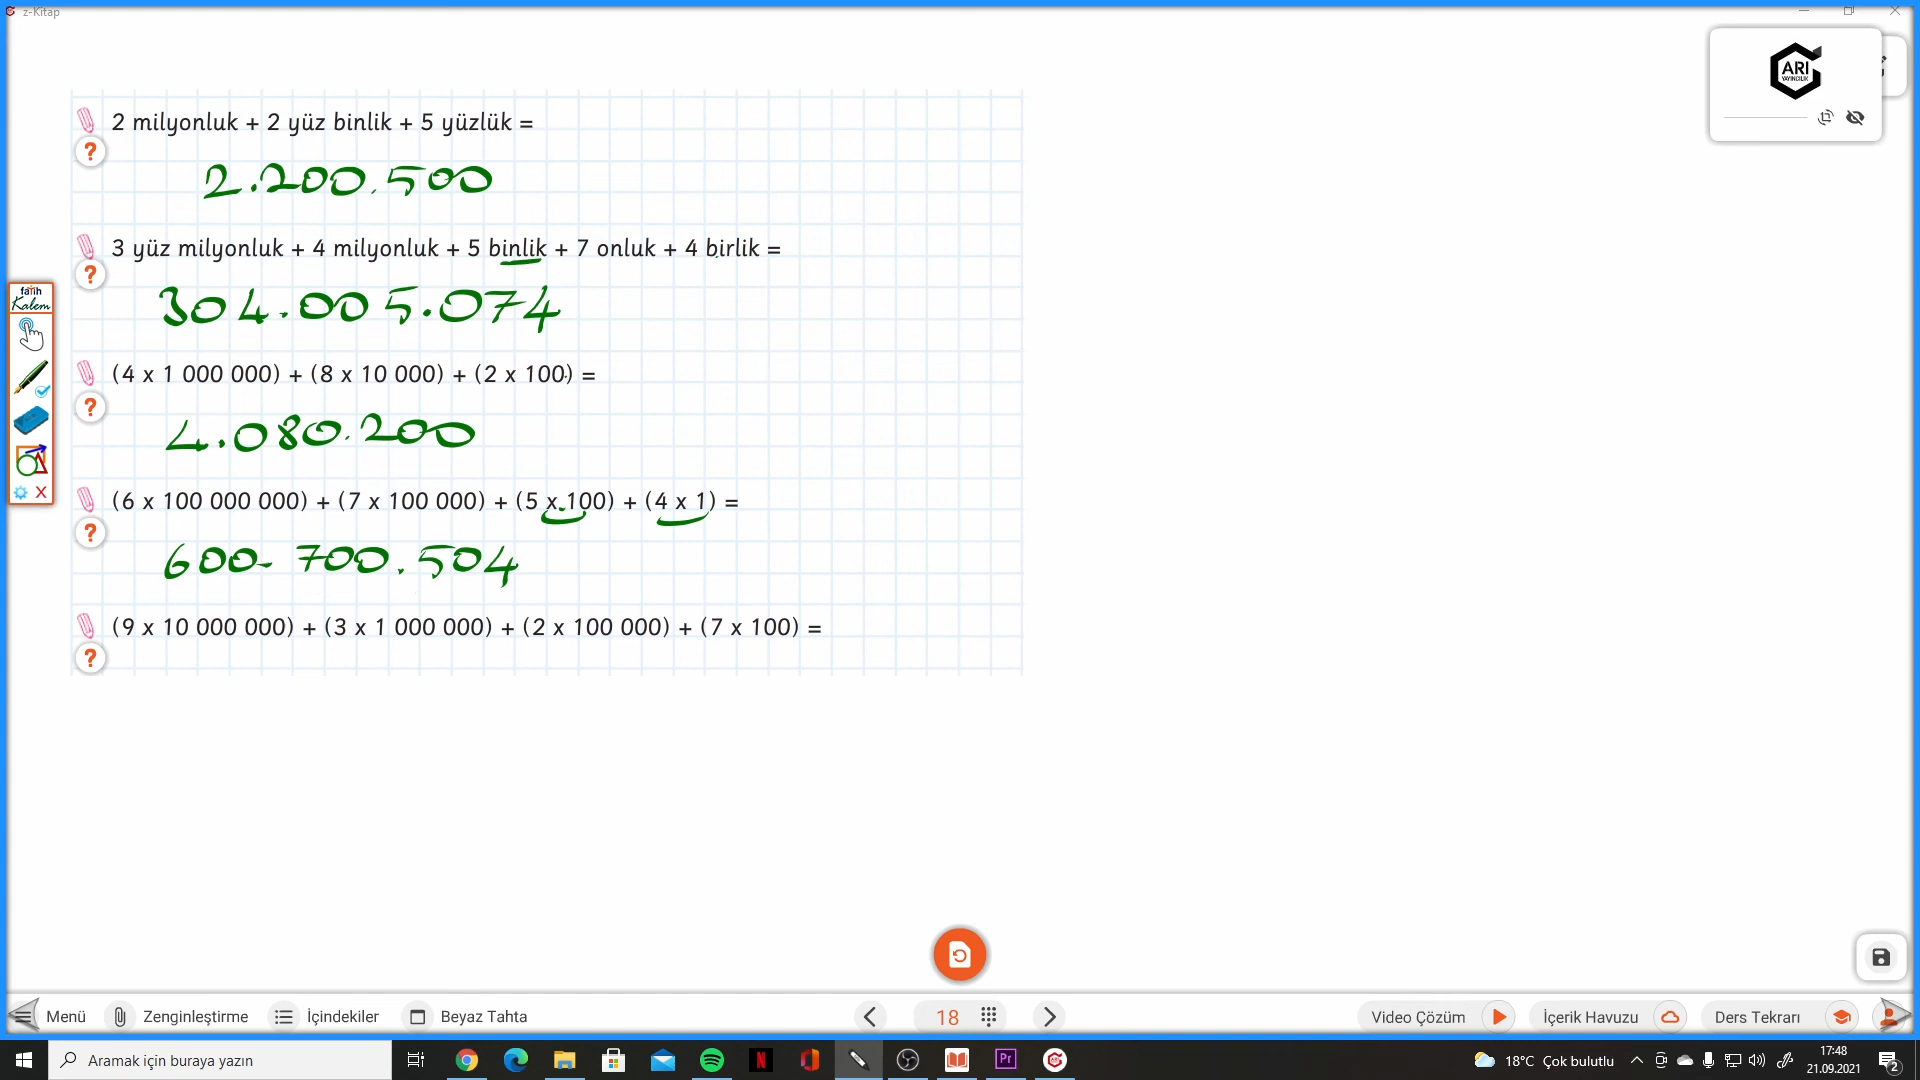 z-Kitap
ARI
YAYINCILIK
2 milyonluk + 2 yüz binlik + 5 yüzlük =
2.200.500
3 yüz milyonluk + 4 milyonluk + 5 binlik + 7 onluk + 4 birlik =
304.005.074
fatih
Kalem
(4 x 1 000 000) + (8 x 10 000) + (2 x 100) =
4.080.200
(6 x 100 000 000) + (7 x 100 000) + (5 x 100) + (4 x 1) =
600.700.504
(9 x 10 000 000) + (3 x 1 000 000) + (2 x 100 000) + (7 x 100) =
Menü Zenginleştirme İçindekiler Beyaz Tahta 18 Video Çözüm İçerik Havuzu Ders Tekrarı
Aramak için buraya yazın 18°C Çok bulutlu 17:48
21.09.2021 2